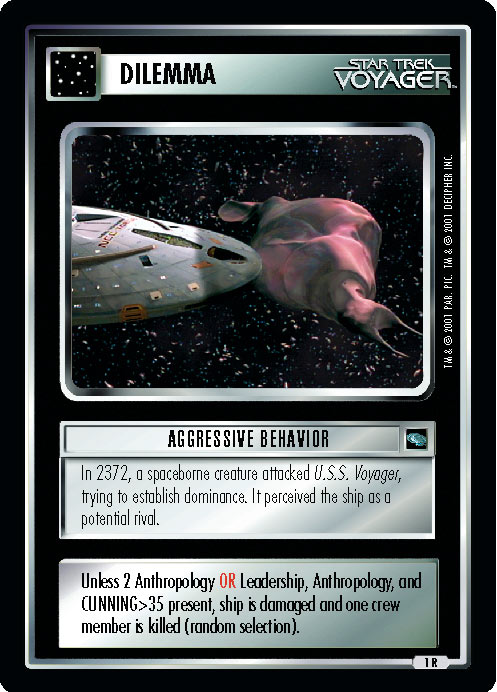 DILEMMA
STAR TREK
VOYAGER™
TM & © 2001 PAR. PIC. TM & © 2001 DECIPHER INC.
AGGRESSIVE BEHAVIOR
In 2372, a spaceborne creature attacked U.S.S. Voyager,
trying to establish dominance. It perceived the ship as a
potential rival.
Unless 2 Anthropology OR Leadership, Anthropology, and
CUNNING>35 present, ship is damaged and one crew
member is killed (random selection).
1 R